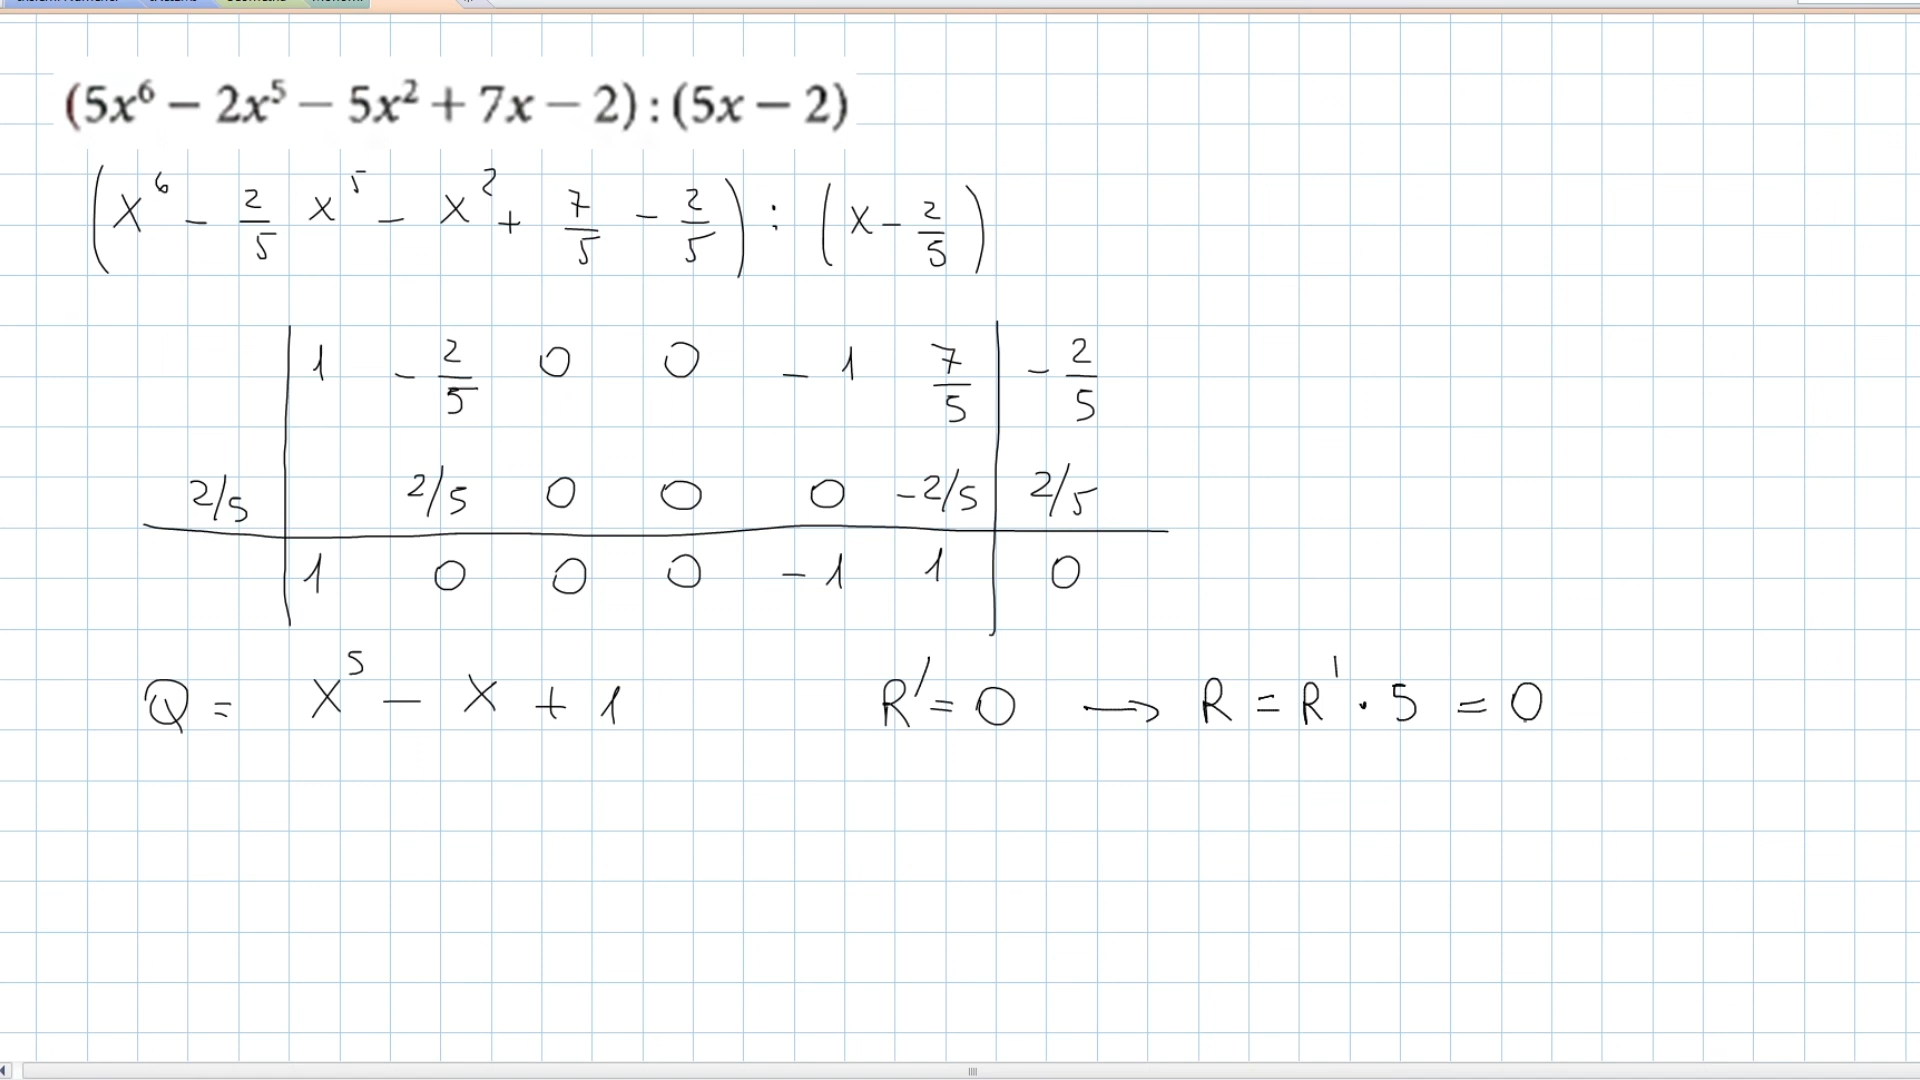 (5x⁶ − 2x⁵ − 5x² + 7x − 2) : (5x − 2)
(x⁶ − 2/5 x⁵ − x² + 7/5 − 2/5) : (x − 2/5)
1 − 2/5 0 0 − 1 7/5 − 2/5
2/5 2/5 0 0 0 −2/5 2/5
1 0 0 0 −1 1 0
Q = x⁵ − x + 1 R' = 0 → R = R' · 5 = 0